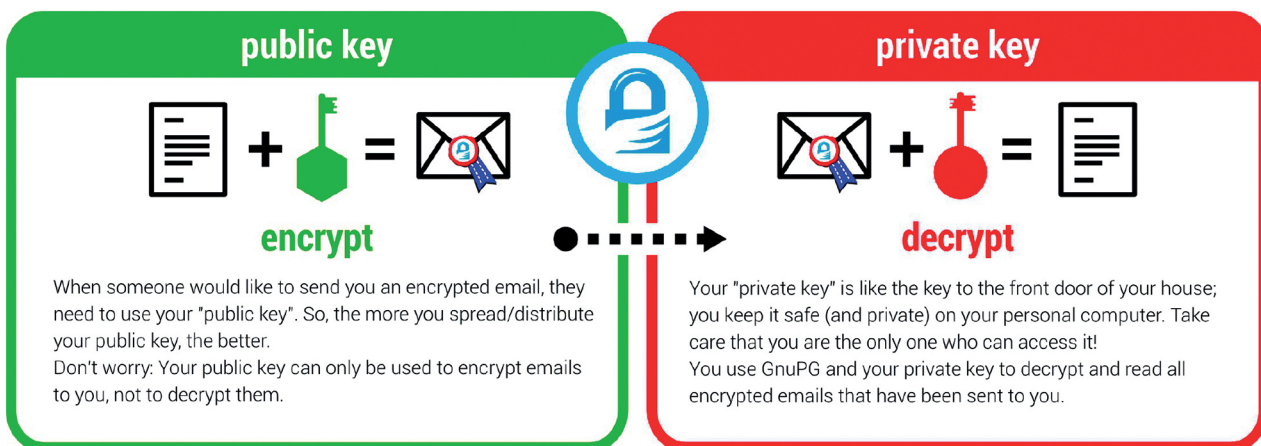 public key
encrypt
When someone would like to send you an encrypted email, they
need to use your "public key". So, the more you spread/distribute
your public key, the better.
Don't worry: Your public key can only be used to encrypt emails
to you, not to decrypt them.
private key
decrypt
Your "private key" is like the key to the front door of your house;
you keep it safe (and private) on your personal computer. Take
care that you are the only one who can access it!
You use GnuPG and your private key to decrypt and read all
encrypted emails that have been sent to you.